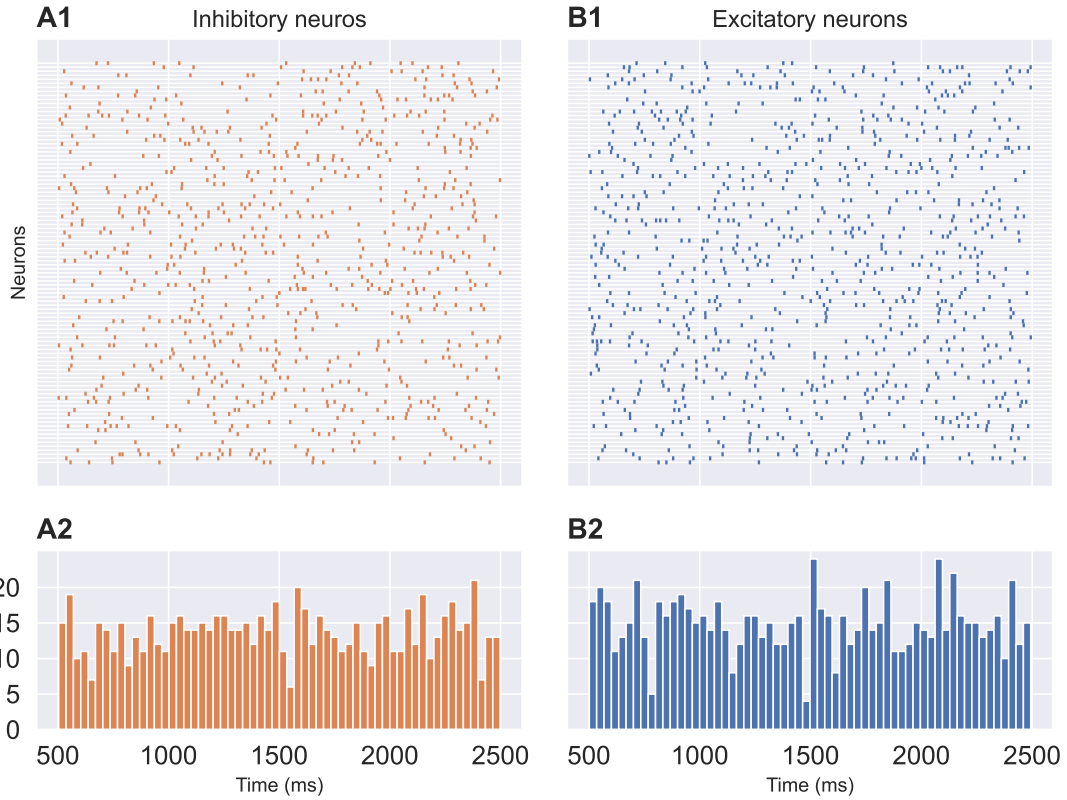 A1 Inhibitory neuros
B1 Excitatory neurons
Neurons
A2
B2
20
15
10
5
0
500 1000 1500 2000 2500
500 1000 1500 2000 2500
Time (ms)
Time (ms)